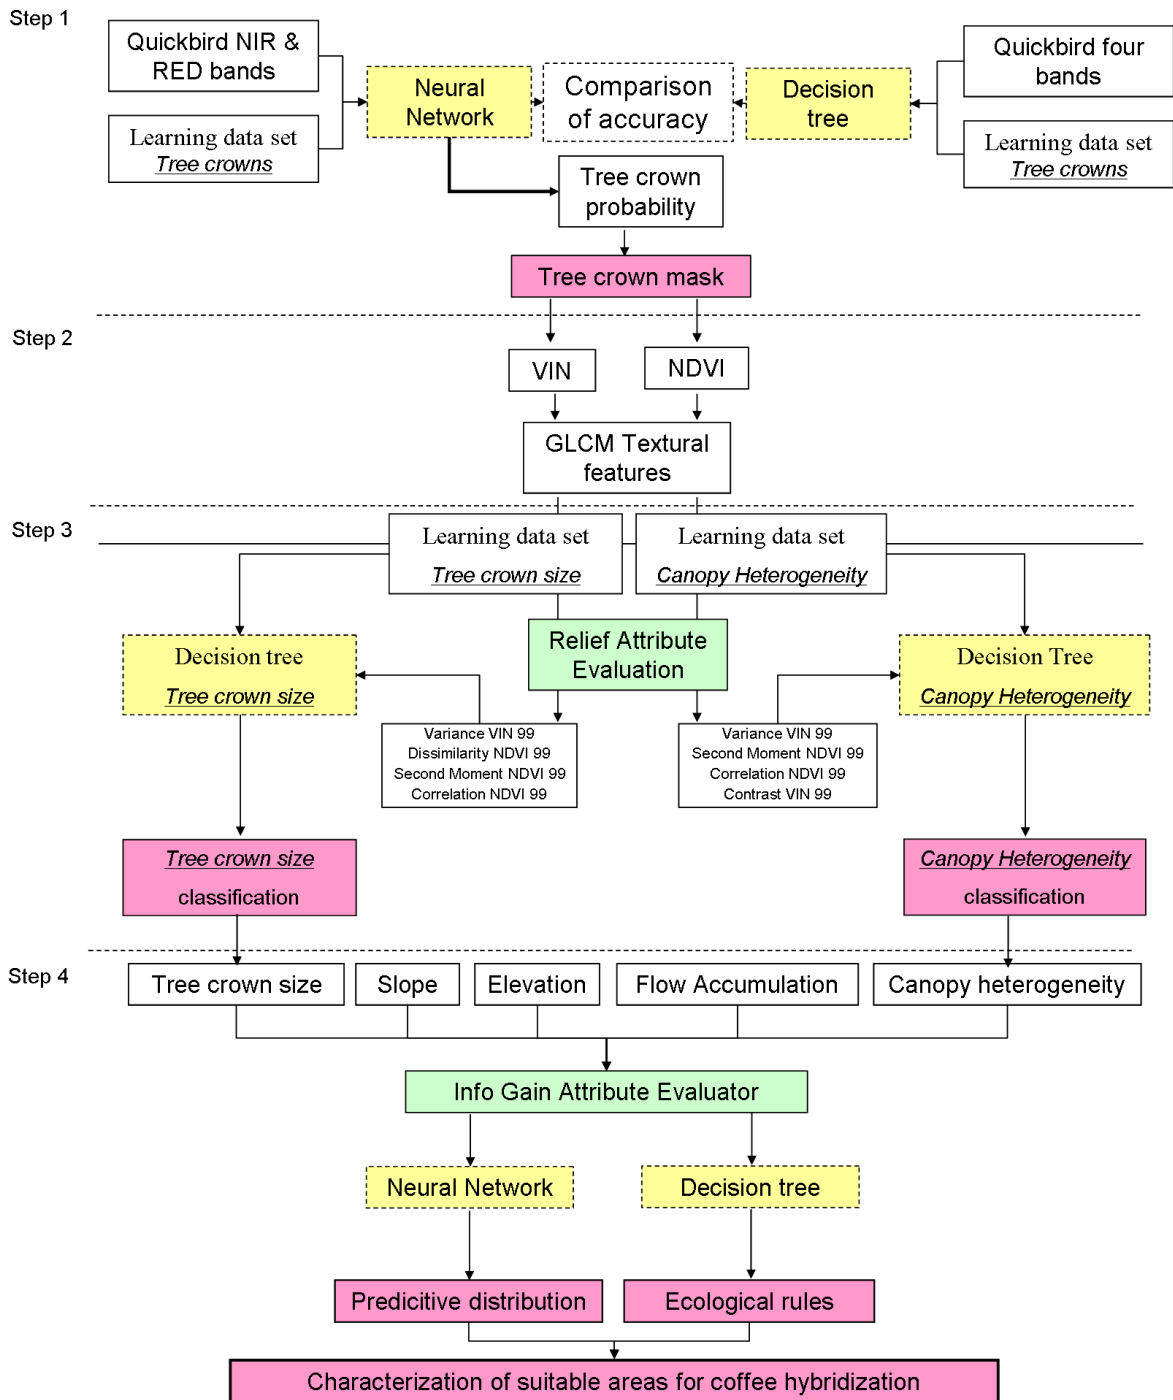 Step 1
Quickbird NIR &
RED bands
Learning data set
Tree crowns
Neural
Network
Comparison
of accuracy
Decision
tree
Quickbird four
bands
Learning data set
Tree crowns
Tree crown
probability
Tree crown mask
Step 2
VIN
NDVI
GLCM Textural
features
Step 3
Learning data set
Tree crown size
Learning data set
Canopy Heterogeneity
Decision tree
Tree crown size
Relief Attribute
Evaluation
Decision Tree
Canopy Heterogeneity
Variance VIN 99
Dissimilarity NDVI 99
Second Moment NDVI 99
Correlation NDVI 99
Variance VIN 99
Second Moment NDVI 99
Correlation NDVI 99
Contrast VIN 99
Tree crown size
classification
Canopy Heterogeneity
classification
Step 4
Tree crown size
Slope
Elevation
Flow Accumulation
Canopy heterogeneity
Info Gain Attribute Evaluator
Neural Network
Decision tree
Predicitive distribution
Ecological rules
Characterization of suitable areas for coffee hybridization